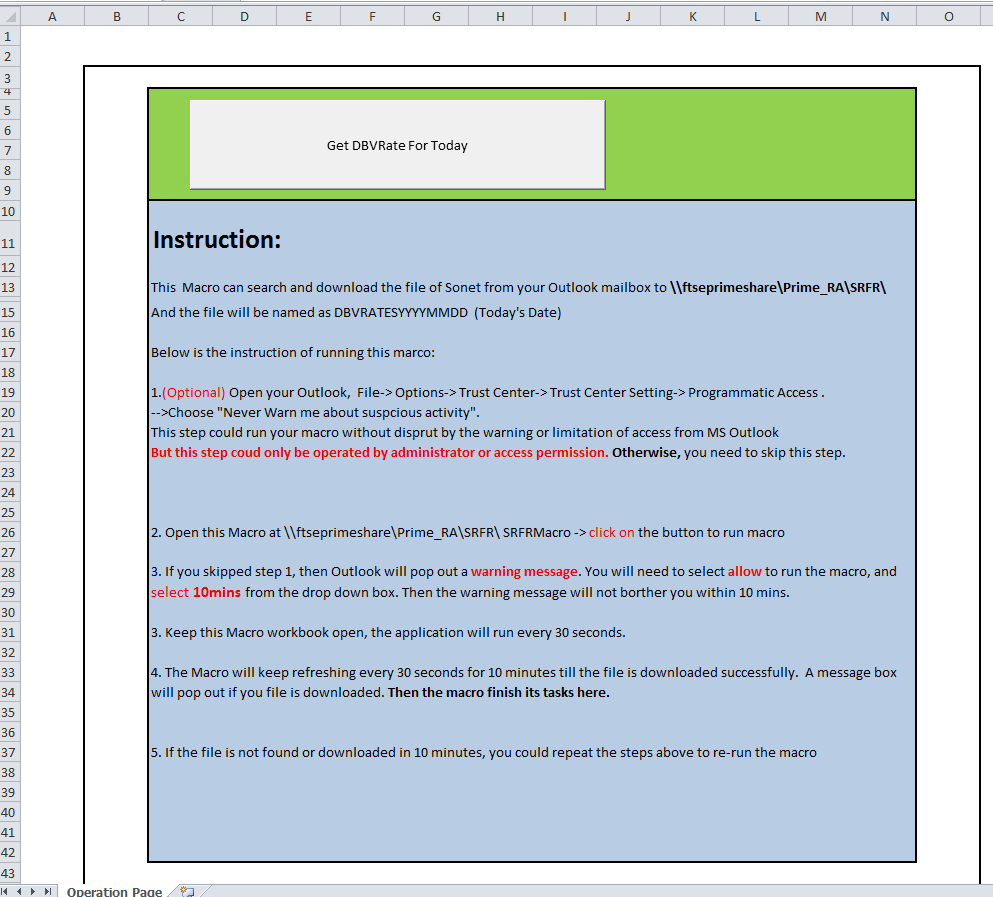 A B C D E F G H I J K L M N O
1
2
3
4
5
6
7
8
9
10
11
12
13
15
16
17
18
19
20
21
22
23
24
25
26
27
28
29
30
31
32
33
34
35
36
37
38
39
40
41
42
43
Get DBVRate For Today
Instruction:
This  Macro can search and download the file of Sonet from your Outlook mailbox to \\ftseprimeshare\Prime_RA\SRFR\
And the file will be named as DBVRATESYYYYMMDD  (Today's Date)
Below is the instruction of running this marco:
1.(Optional) Open your Outlook,  File-> Options-> Trust Center-> Trust Center Setting-> Programmatic Access .
-->Choose "Never Warn me about suspcious activity".
This step could run your macro without disprut by the warning or limitation of access from MS Outlook
But this step coud only be operated by administrator or access permission. Otherwise, you need to skip this step.
2. Open this Macro at \\ftseprimeshare\Prime_RA\SRFR\ SRFRMacro -> click on the button to run macro
3. If you skipped step 1, then Outlook will pop out a warning message. You will need to select allow to run the macro, and
select 10mins from the drop down box. Then the warning message will not borther you within 10 mins.
3. Keep this Macro workbook open, the application will run every 30 seconds.
4. The Macro will keep refreshing every 30 seconds for 10 minutes till the file is downloaded successfully.  A message box
will pop out if you file is downloaded. Then the macro finish its tasks here.
5. If the file is not found or downloaded in 10 minutes, you could repeat the steps above to re-run the macro
Operation Page